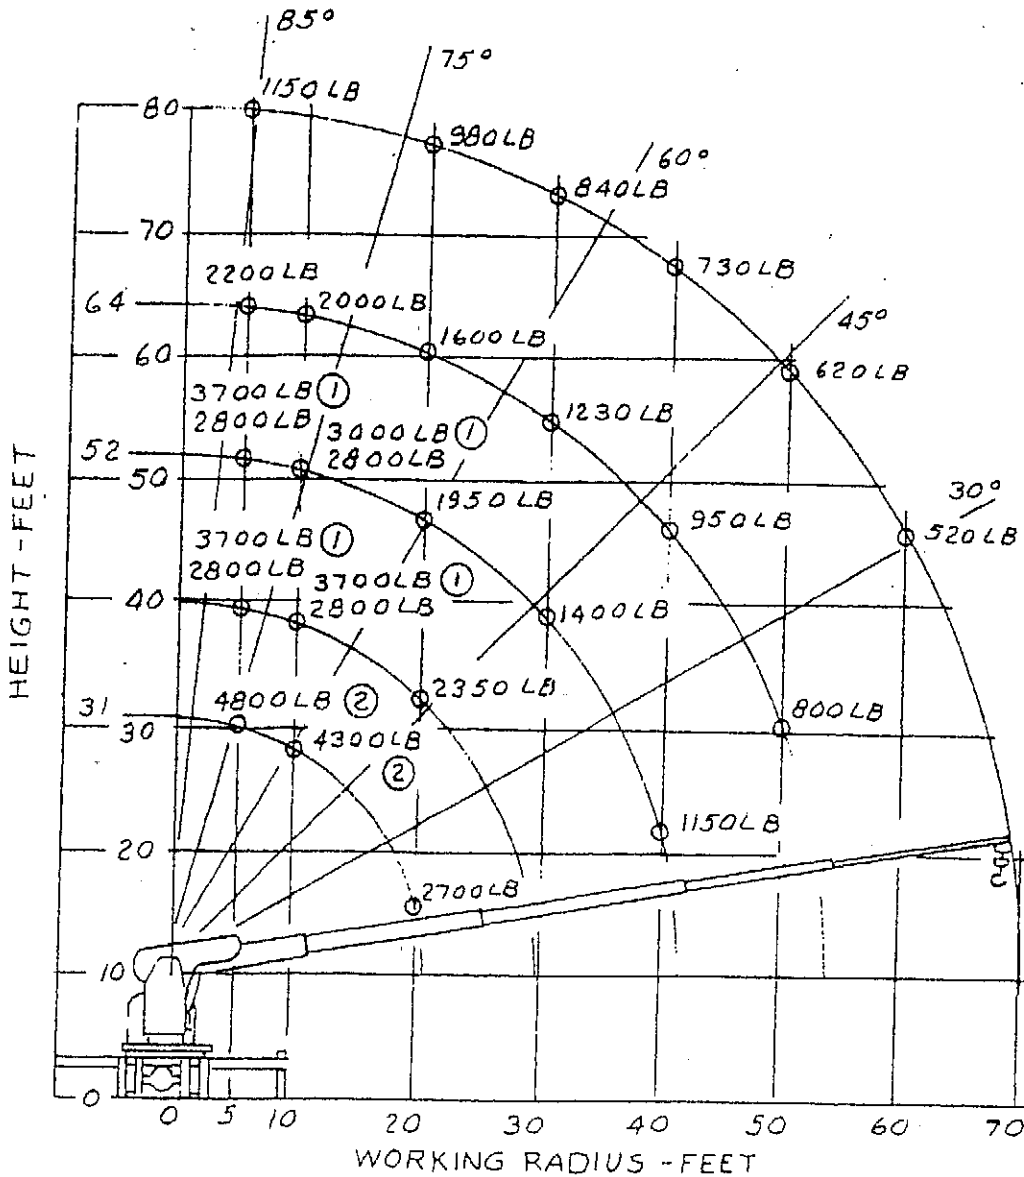 85°
75°
80
1150 LB
980 LB
60°
840 LB
70
730 LB
2200 LB
64
2000 LB
45°
1600 LB
60
620 LB
3700 LB ①
1230 LB
2800 LB
3000 LB ①
52
2800 LB
50
1950 LB
30°
950 LB
520 LB
3700 LB ①
2800 LB
3700 LB ①
40
2800 LB
1400 LB
2350 LB
31
4800 LB ②
800 LB
30
4300 LB
②
1150 LB
20
2700 LB
10
0
0 5 10 20 30 40 50 60 70
HEIGHT-FEET
WORKING RADIUS -FEET